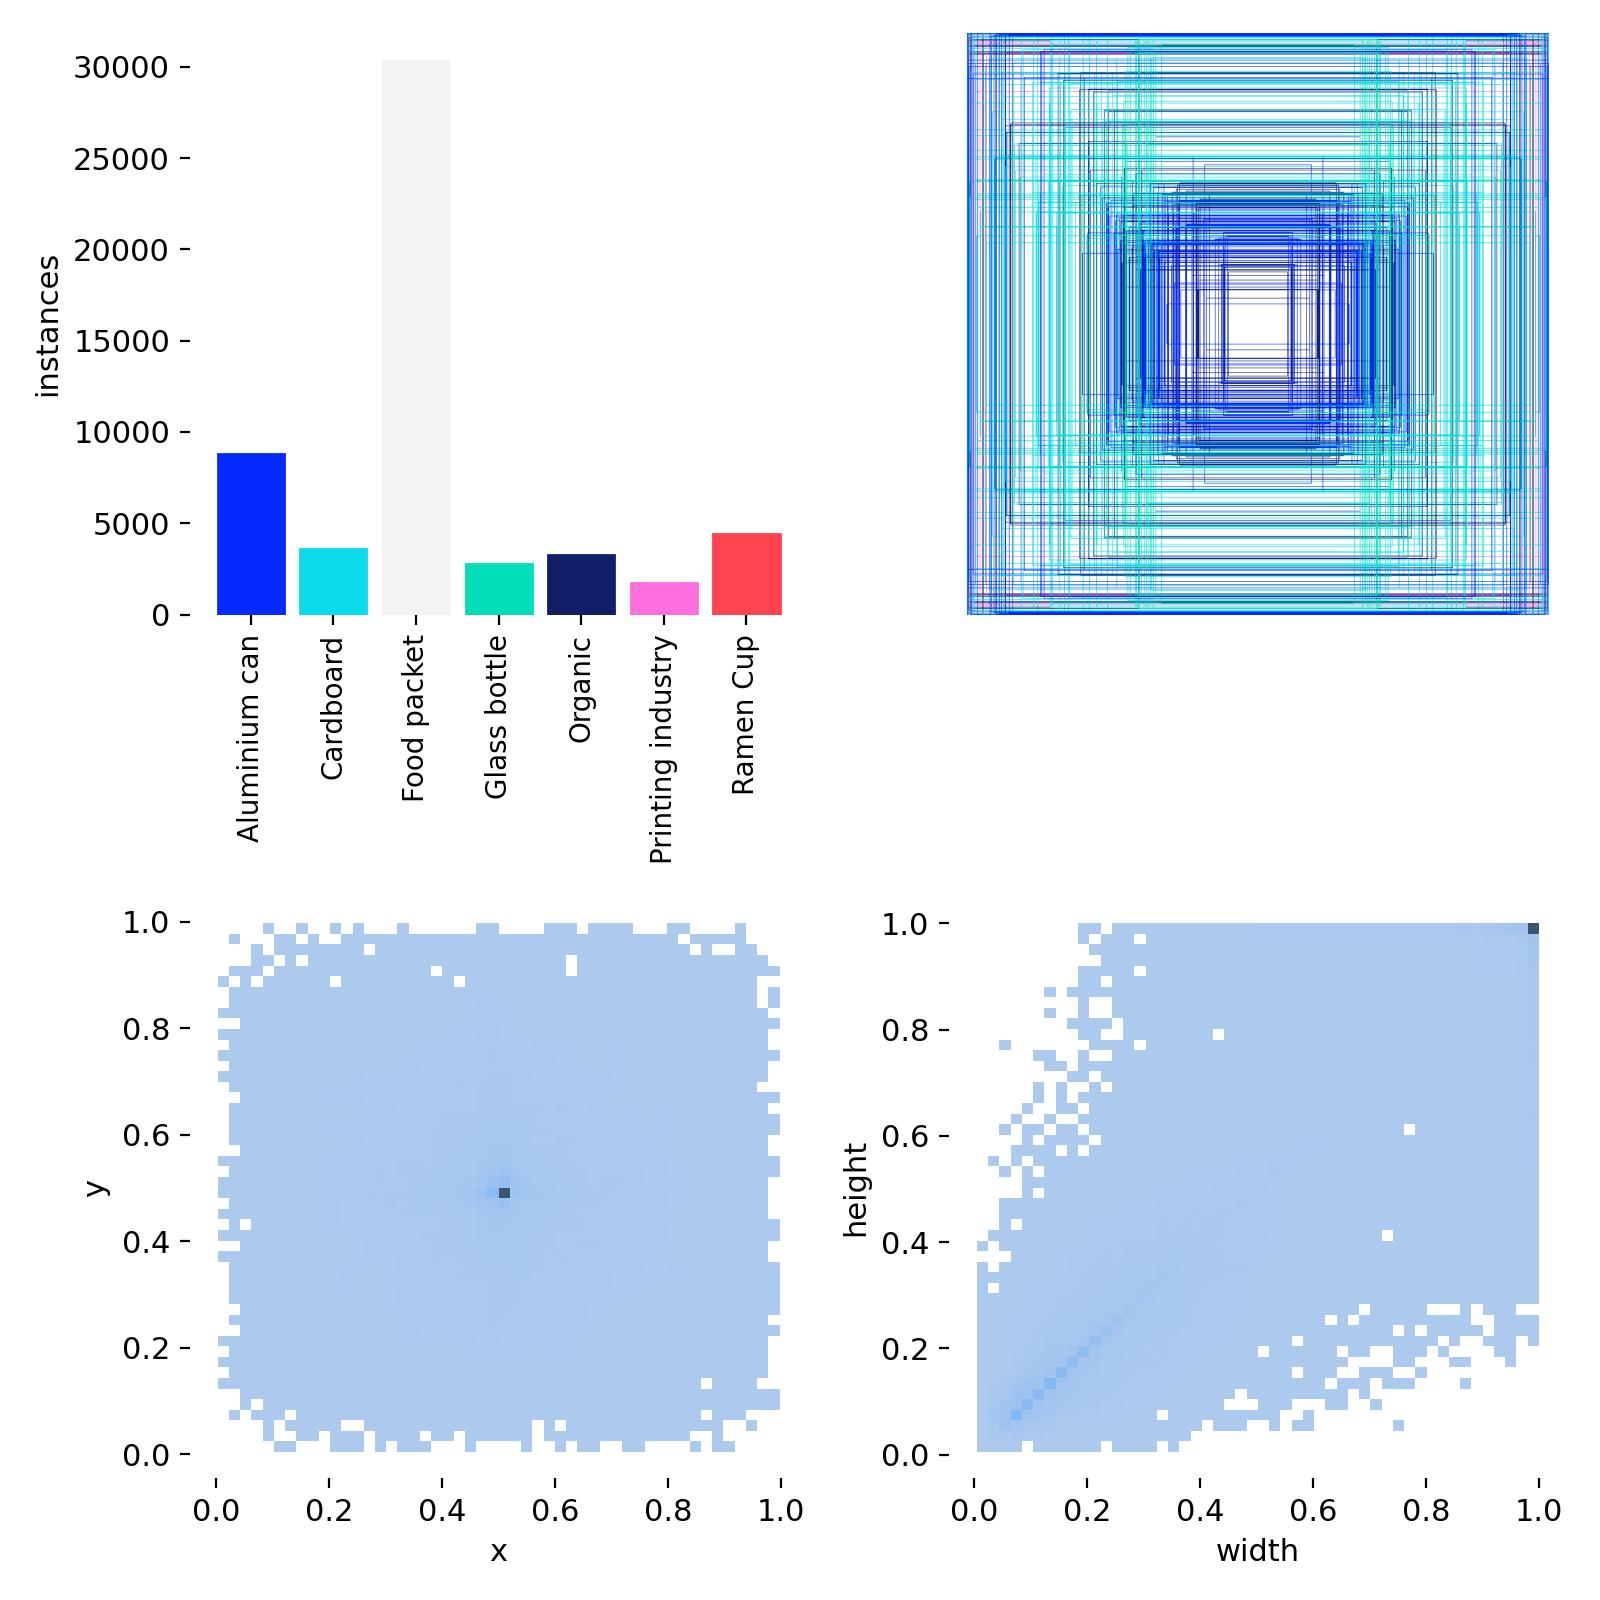 30000
25000
20000
15000
10000
5000
0
instances
Aluminium can
Cardboard
Food packet
Glass bottle
Organic
Printing industry
Ramen Cup
1.0
0.8
0.6
0.4
0.2
0.0
y
0.0 0.2 0.4 0.6 0.8 1.0
x
1.0
0.8
0.6
0.4
0.2
0.0
height
0.0 0.2 0.4 0.6 0.8 1.0
width